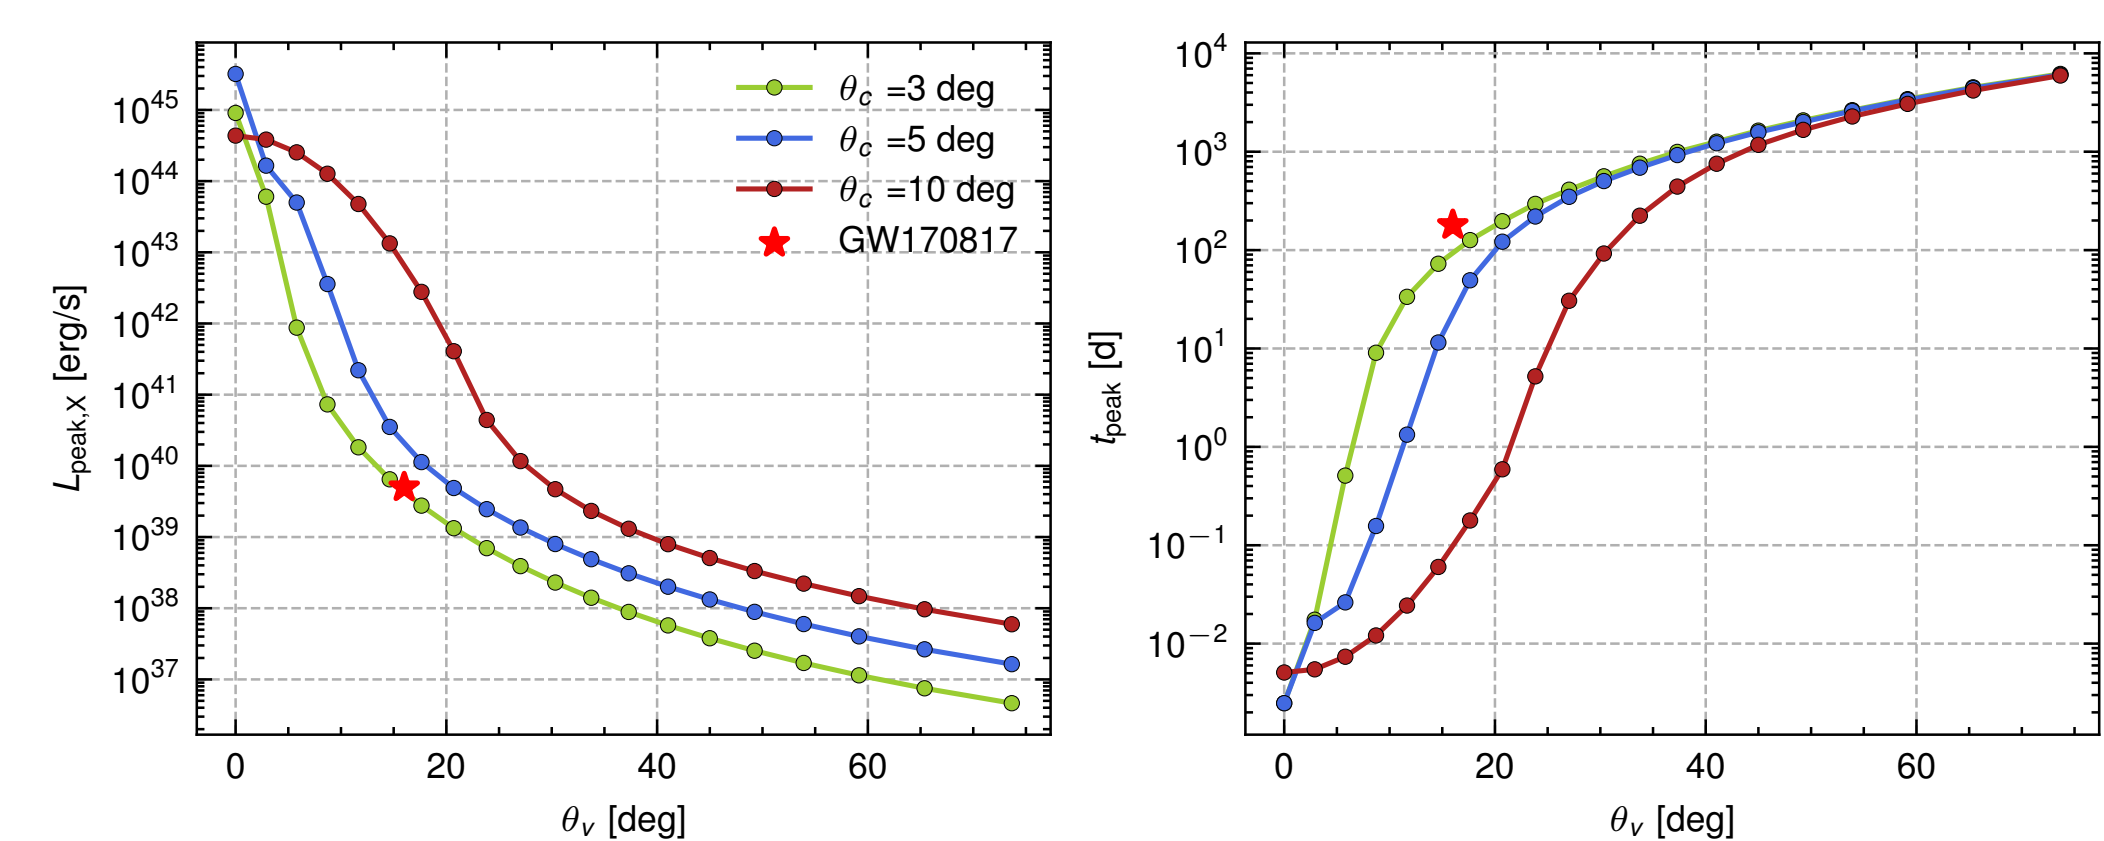 10^45
10^44
10^43
10^42
10^41
10^40
10^39
10^38
10^37
L_peak,X [erg/s]
0 20 40 60
θ_v [deg]
θ_c =3 deg
θ_c =5 deg
θ_c =10 deg
GW170817
10^4
10^3
10^2
10^1
10^0
10^−1
10^−2
t_peak [d]
0 20 40 60
θ_v [deg]